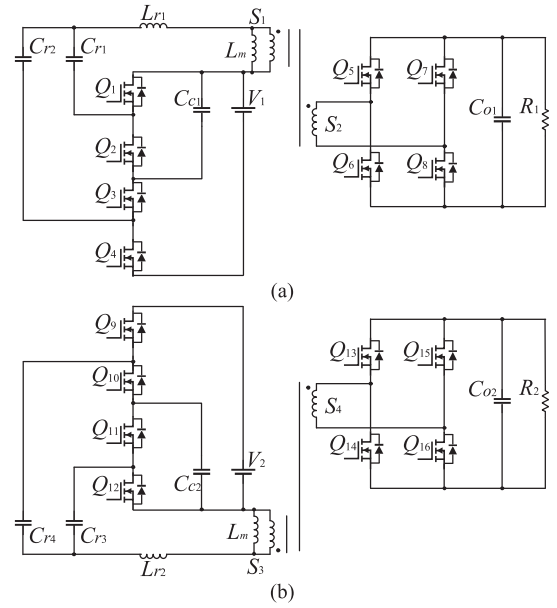 Lr1
S1
Cr2
Cr1
Lm
Q1
Cc1
V1
Q2
Q3
Q4
Q5
Q7
S2
Co1
R1
Q6
Q8
(a)
Q9
Q10
Q11
Q12
Cc2
V2
Cr4
Cr3
Lm
Lr2
S3
Q13
Q15
S4
Co2
R2
Q14
Q16
(b)